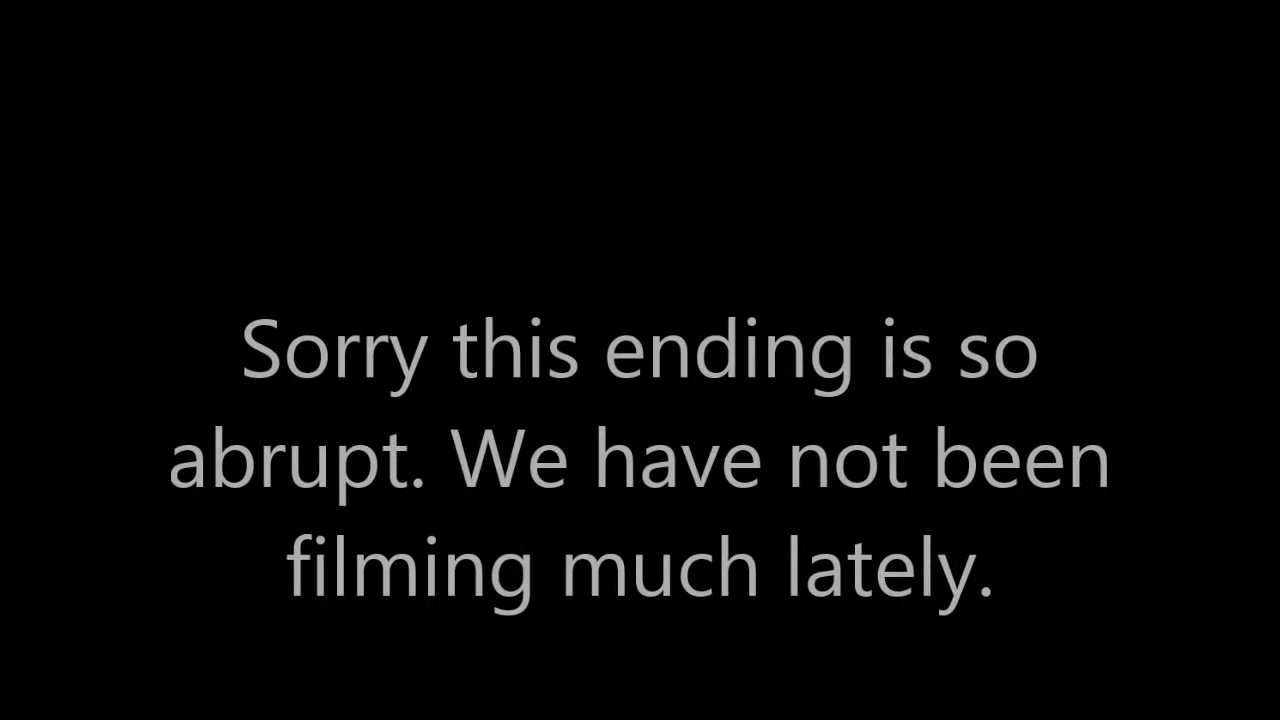 Sorry this ending is so
abrupt. We have not been
filming much lately.